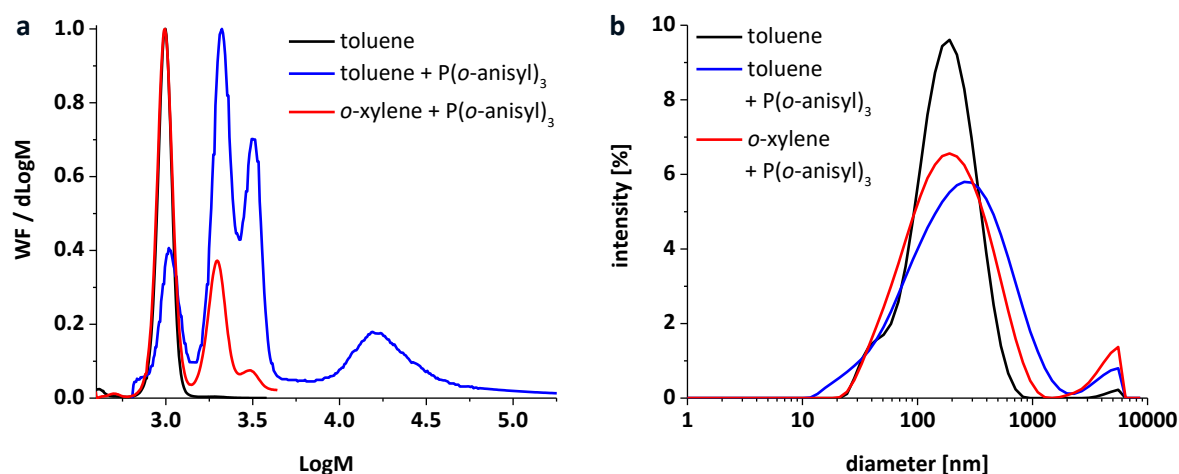 a
toluene
toluene + P(o-anisyl)3
o-xylene + P(o-anisyl)3
WF / dLogM
1.0
0.8
0.6
0.4
0.2
0.0
3.0 3.5 4.0 4.5 5.0
LogM
b
toluene
toluene
+ P(o-anisyl)3
o-xylene
+ P(o-anisyl)3
intensity [%]
10
8
6
4
2
0
1 10 100 1000 10000
diameter [nm]